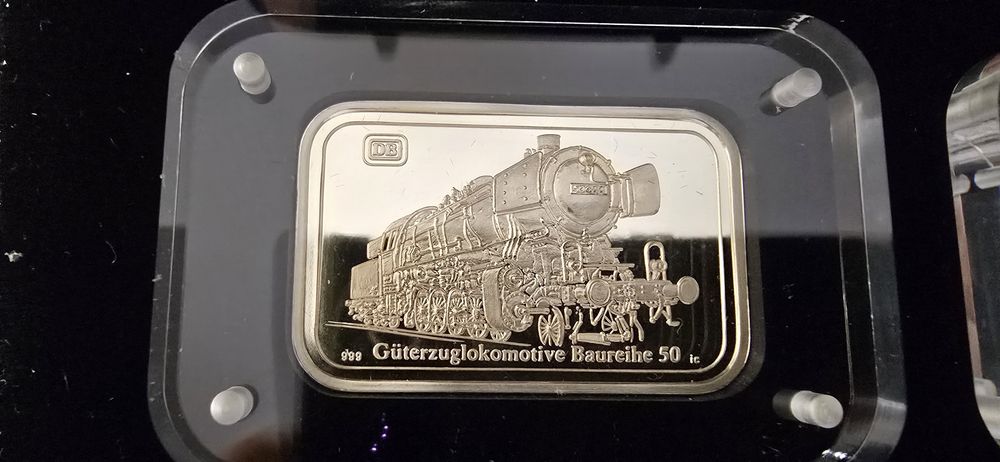 DB
999 Güterzuglokomotive Baureihe 50 ic